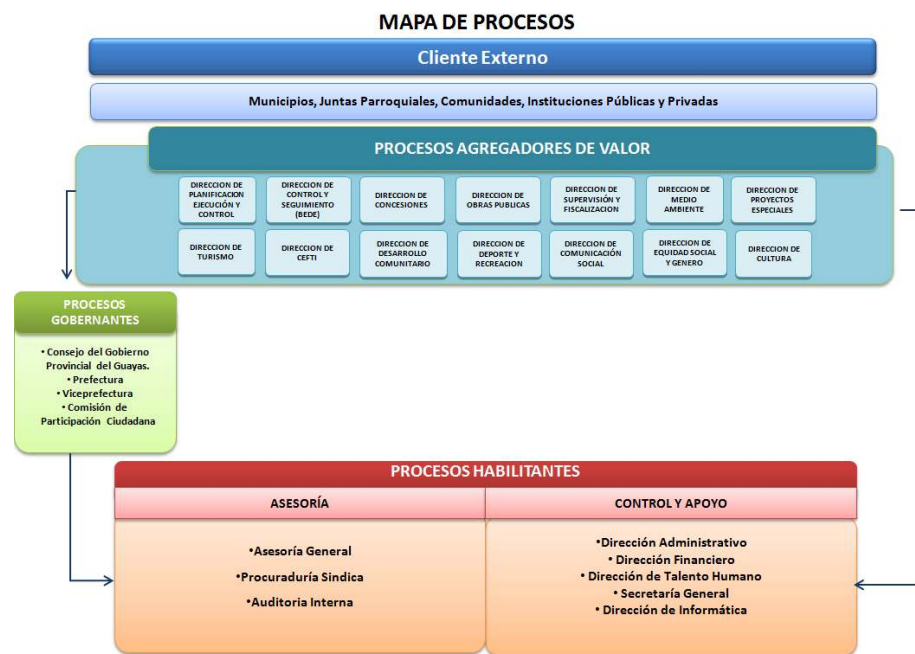 MAPA DE PROCESOS
Cliente Externo
Municipios, Juntas Parroquiales, Comunidades, Instituciones Públicas y Privadas
PROCESOS AGREGADORES DE VALOR
DIRECCION DE
PLANIFICACION
EJECUCIÓN Y
CONTROL
DIRECCION DE
CONTROL Y
SEGUIMIENTO
(BEDE)
DIRECCION DE
CONCESIONES
DIRECCION DE
OBRAS PUBLICAS
DIRECCION DE
SUPERVISIÓN Y
FISCALIZACION
DIRECCION DE
MEDIO
AMBIENTE
DIRECCION DE
PROYECTOS
ESPECIALES
DIRECCION DE
TURISMO
DIRECCION DE
CEFTI
DIRECCION DE
DESARROLLO
COMUNITARIO
DIRECCION DE
DEPORTE Y
RECREACION
DIRECCION DE
COMUNICACIÓN
SOCIAL
DIRECCION DE
EQUIDAD SOCIAL
Y GENERO
DIRECCION DE
CULTURA
PROCESOS
GOBERNANTES
• Consejo del Gobierno
Provincial del Guayas.
• Prefectura
• Viceprefectura
• Comisión de
Participación Ciudadana
PROCESOS HABILITANTES
ASESORÍA
•Asesoría General
•Procuraduría Sindica
•Auditoria Interna
CONTROL Y APOYO
•Dirección Administrativo
•Dirección Financiero
•Dirección de Talento Humano
•Secretaría General
•Dirección de Informática